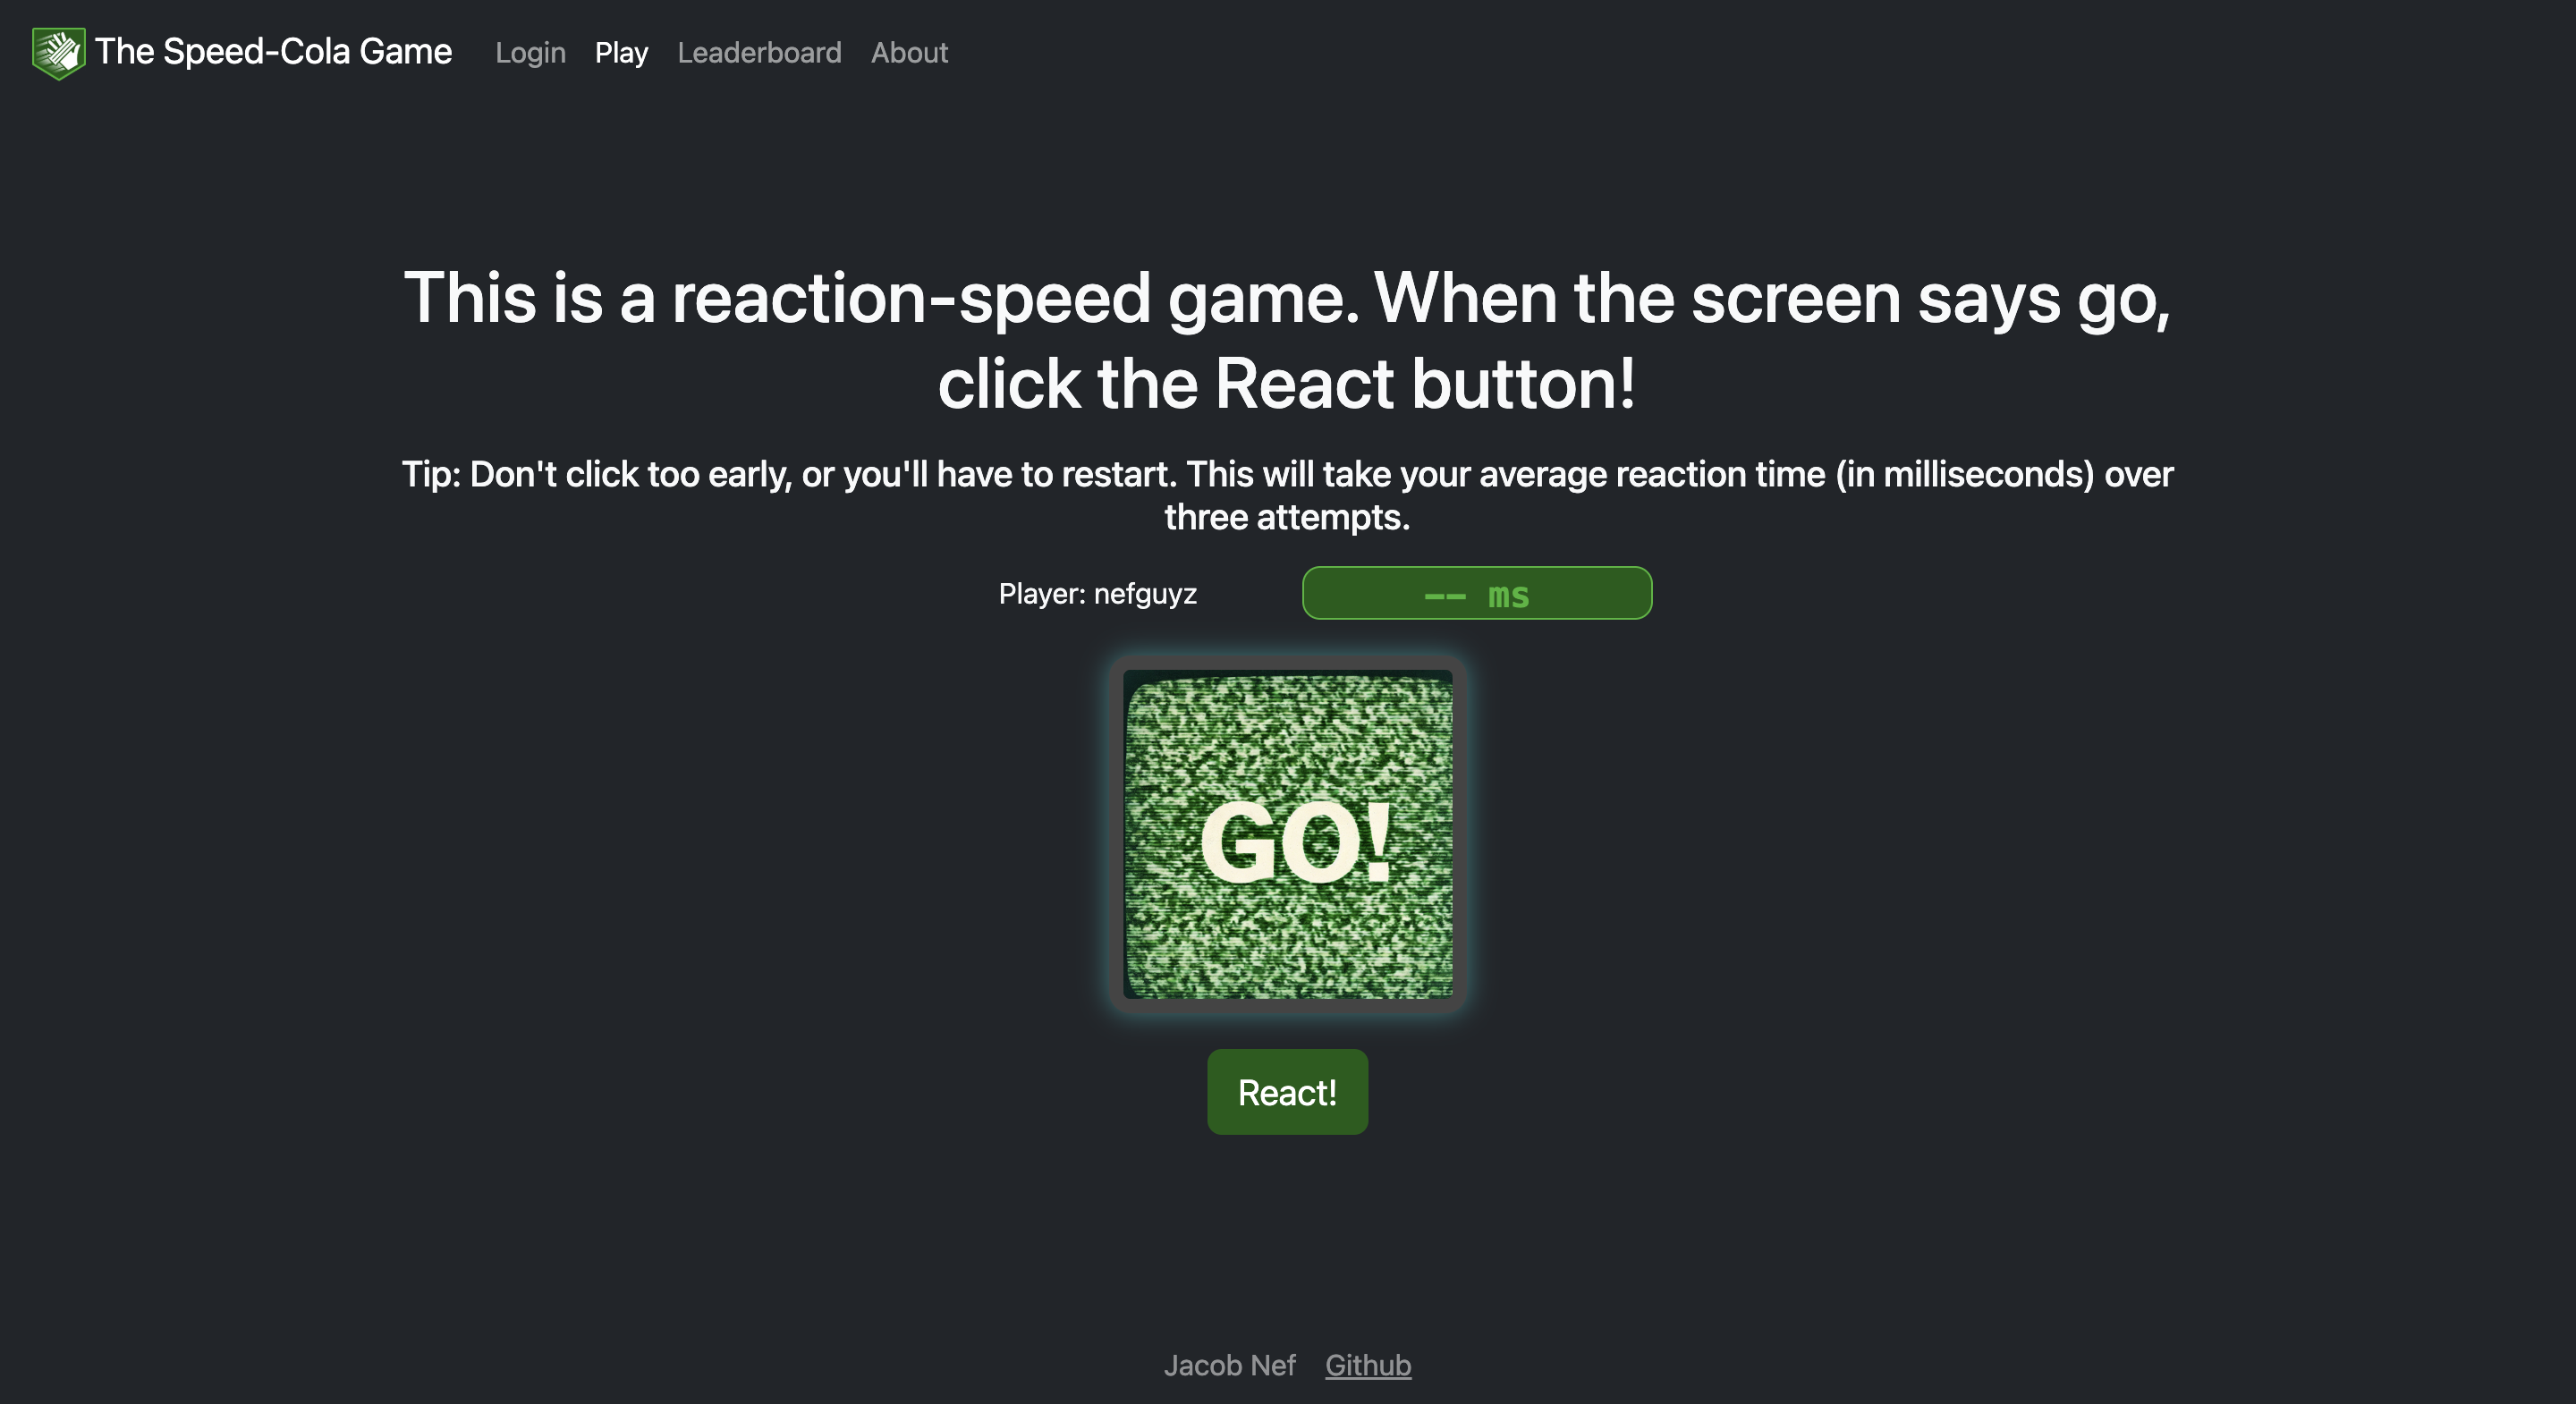 The Speed-Cola Game Login Play Leaderboard About
This is a reaction-speed game. When the screen says go,
click the React button!
Tip: Don't click too early, or you'll have to restart. This will take your average reaction time (in milliseconds) over
three attempts.
Player: nefguyz -- ms
GO!
React!
Jacob Nef Github